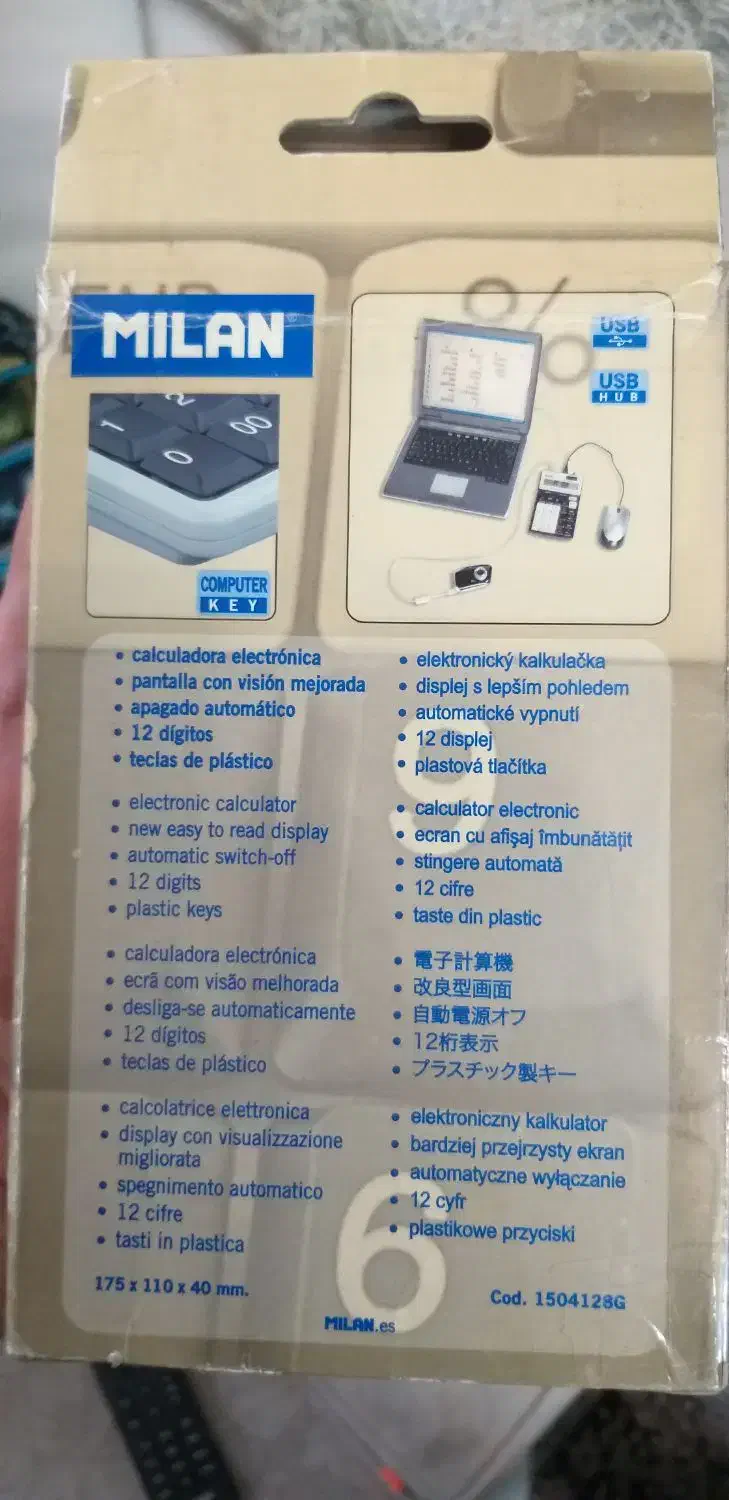 MILAN
1 2 0 00
COMPUTER
KEY
%
USB
USB
HUB
• calculadora electrónica
• pantalla con visión mejorada
• apagado automático
• 12 dígitos
• teclas de plástico
• electronic calculator
• new easy to read display
• automatic switch-off
• 12 digits
• plastic keys
• calculadora electrónica
• ecrã com visão melhorada
• desliga-se automaticamente
• 12 dígitos
• teclas de plástico
• calcolatrice elettronica
• display con visualizzazione
migliorata
• spegnimento automatico
• 12 cifre
• tasti in plastica
175 x 110 x 40 mm.
• elektronický kalkulačka
• displej s lepším pohledem
• automatické vypnutí
• 12 displej
• plastová tlačítka
• calculator electronic
• ecran cu afişaj îmbunătăţit
• stingere automată
• 12 cifre
• taste din plastic
• 電子計算機
• 改良型画面
• 自動電源オフ
• 12桁表示
• プラスチック製キー
• elektroniczny kalkulator
• bardziej przejrzysty ekran
• automatyczne wyłączanie
• 12 cyfr
• plastikowe przyciski
9
6
Cod. 1504128G
MILAN.es